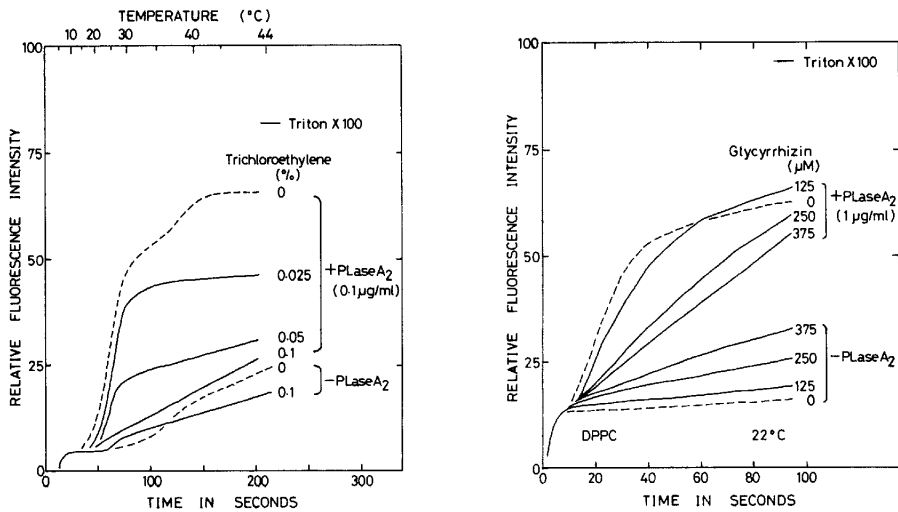 TEMPERATURE (°C)
10 20 30 40 44
100
75
50
25
0
RELATIVE FLUORESCENCE INTENSITY
Triton X100
Trichloroethylene
(%)
0
0·025
+PLaseA2
(0·1µg/ml)
0·05
0·1
0
-PLaseA2
0·1
0 100 200 300
TIME IN SECONDS
100
75
50
25
0
RELATIVE FLUORESCENCE INTENSITY
Triton X100
Glycyrrhizin
(µM)
125
0
+PLaseA2
250
(1 µg/ml)
375
375
-PLaseA2
250
125
0
DPPC 22°C
0 20 40 60 80 100
TIME IN SECONDS